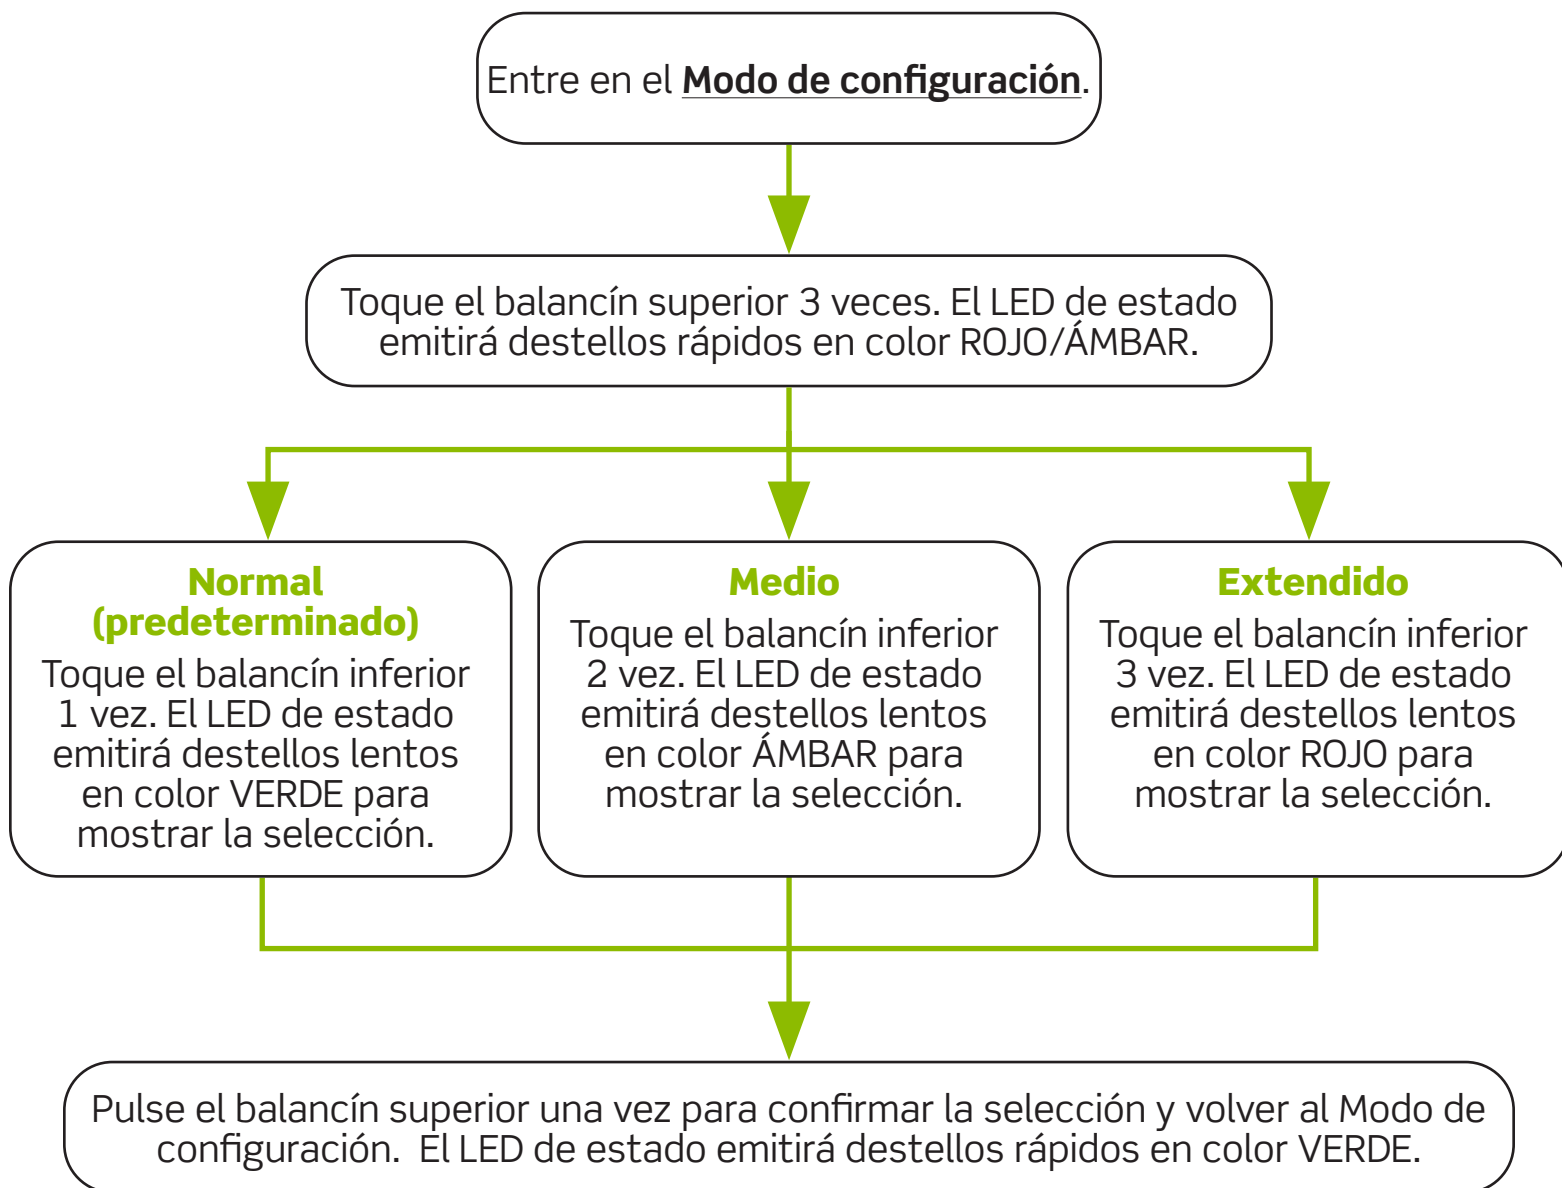 Entre en el Modo de configuración.
Toque el balancín superior 3 veces. El LED de estado
emitirá destellos rápidos en color ROJO/ÁMBAR.
Normal
(predeterminado)
Toque el balancín inferior
1 vez. El LED de estado
emitirá destellos lentos
en color VERDE para
mostrar la selección.
Medio
Toque el balancín inferior
2 vez. El LED de estado
emitirá destellos lentos
en color ÁMBAR para
mostrar la selección.
Extendido
Toque el balancín inferior
3 vez. El LED de estado
emitirá destellos lentos
en color ROJO para
mostrar la selección.
Pulse el balancín superior una vez para confirmar la selección y volver al Modo de
configuración.  El LED de estado emitirá destellos rápidos en color VERDE.